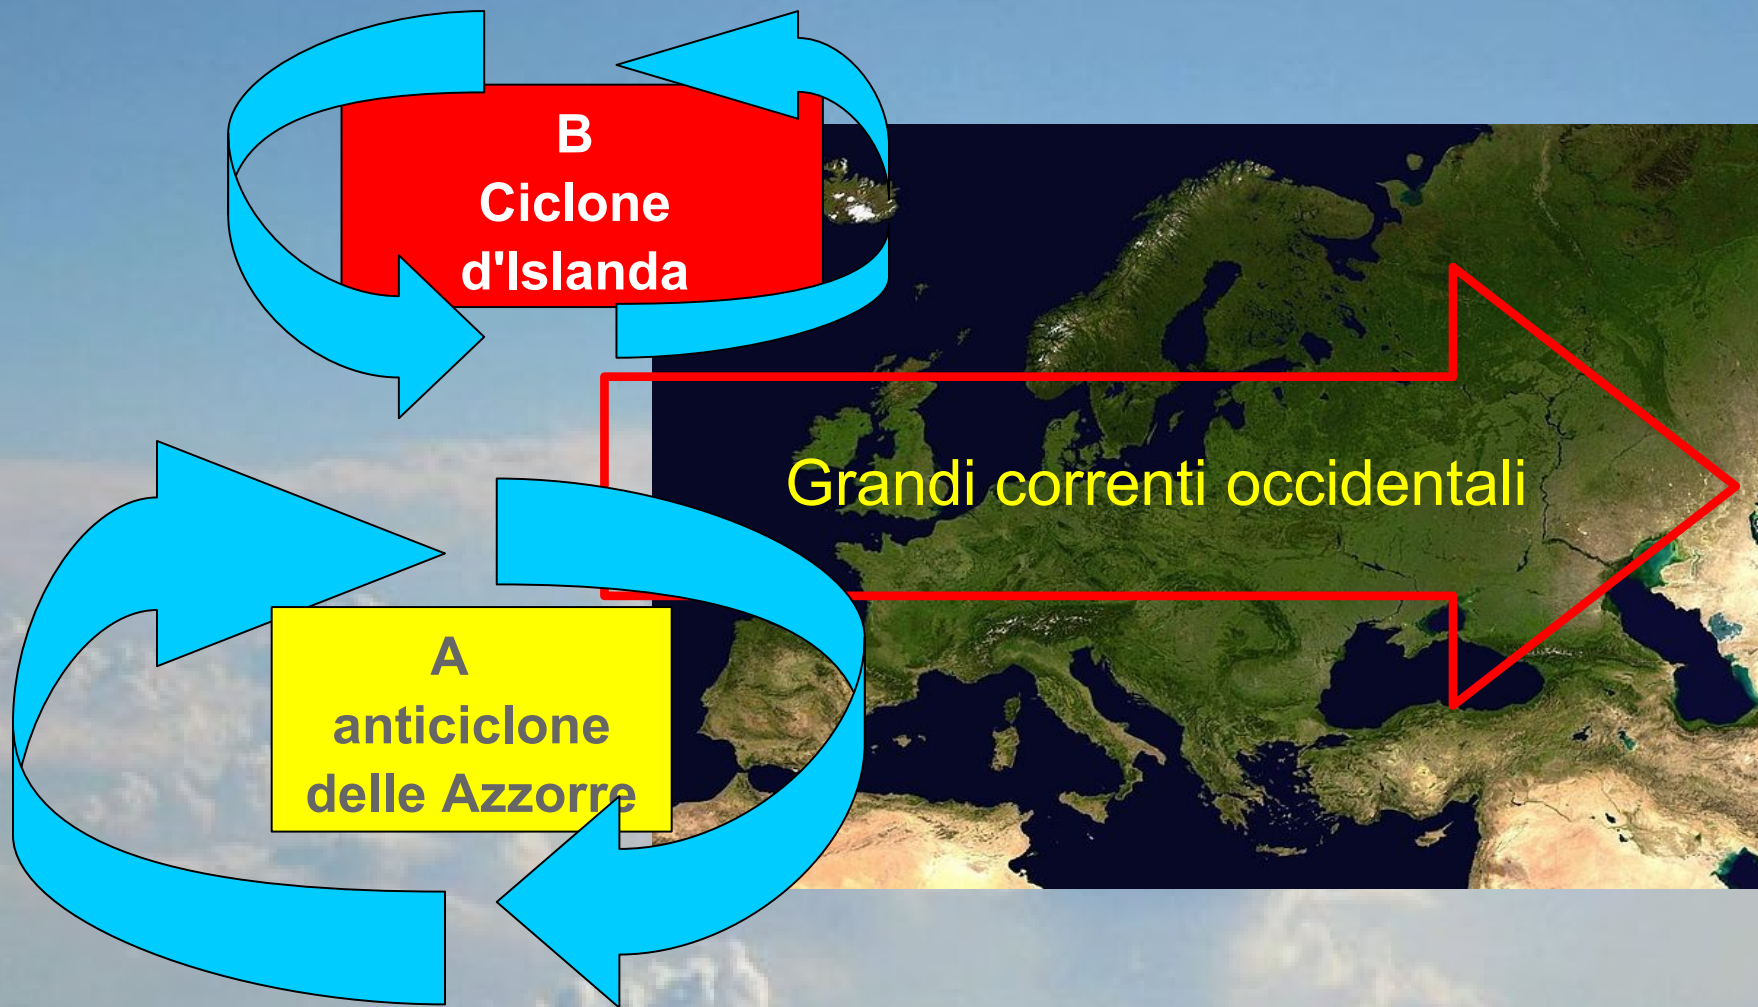 B
Ciclone
d'Islanda
Grandi correnti occidentali
A
anticiclone
delle Azzorre